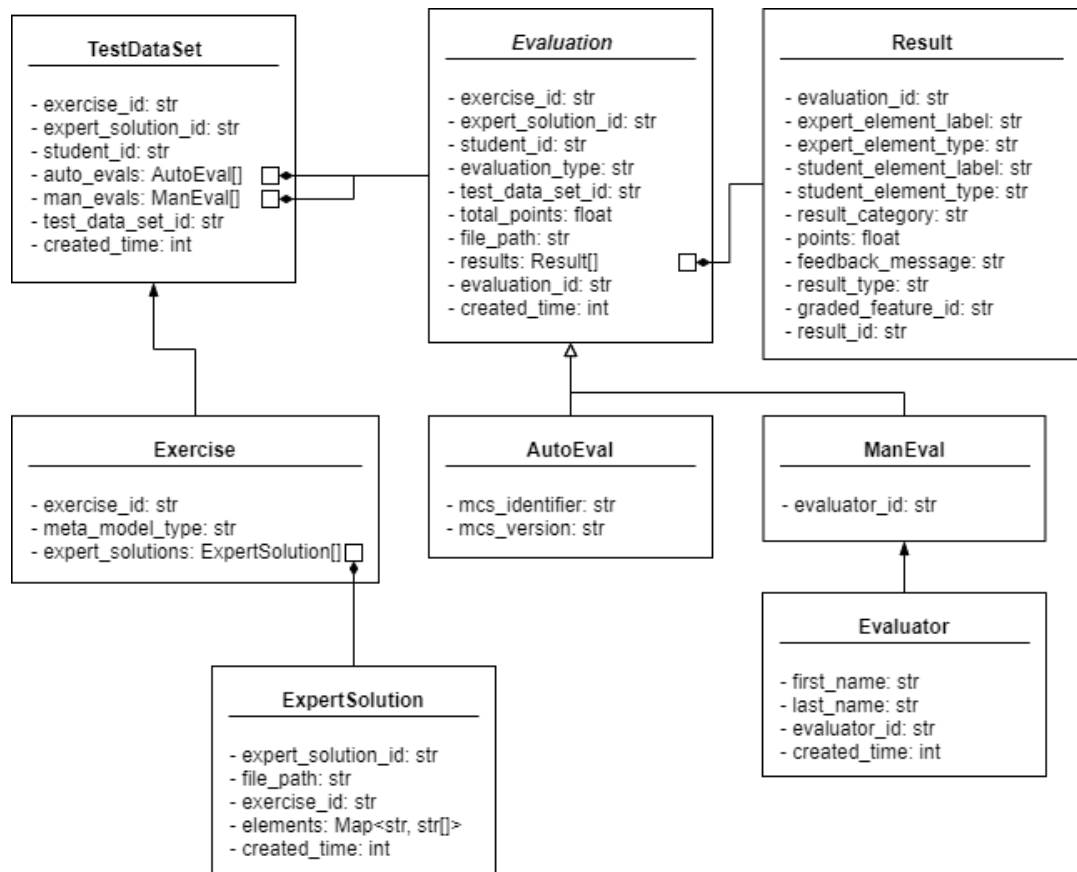 TestDataSet
- exercise_id: str
- expert_solution_id: str
- student_id: str
- auto_evals: AutoEval[]
- man_evals: ManEval[]
- test_data_set_id: str
- created_time: int
Evaluation
- exercise_id: str
- expert_solution_id: str
- student_id: str
- evaluation_type: str
- test_data_set_id: str
- total_points: float
- file_path: str
- results: Result[]
- evaluation_id: str
- created_time: int
Result
- evaluation_id: str
- expert_element_label: str
- expert_element_type: str
- student_element_label: str
- student_element_type: str
- result_category: str
- points: float
- feedback_message: str
- result_type: str
- graded_feature_id: str
- result_id: str
Exercise
- exercise_id: str
- meta_model_type: str
- expert_solutions: ExpertSolution[]
AutoEval
- mcs_identifier: str
- mcs_version: str
ManEval
- evaluator_id: str
Evaluator
- first_name: str
- last_name: str
- evaluator_id: str
- created_time: int
ExpertSolution
- expert_solution_id: str
- file_path: str
- exercise_id: str
- elements: Map<str, str[]>
- created_time: int